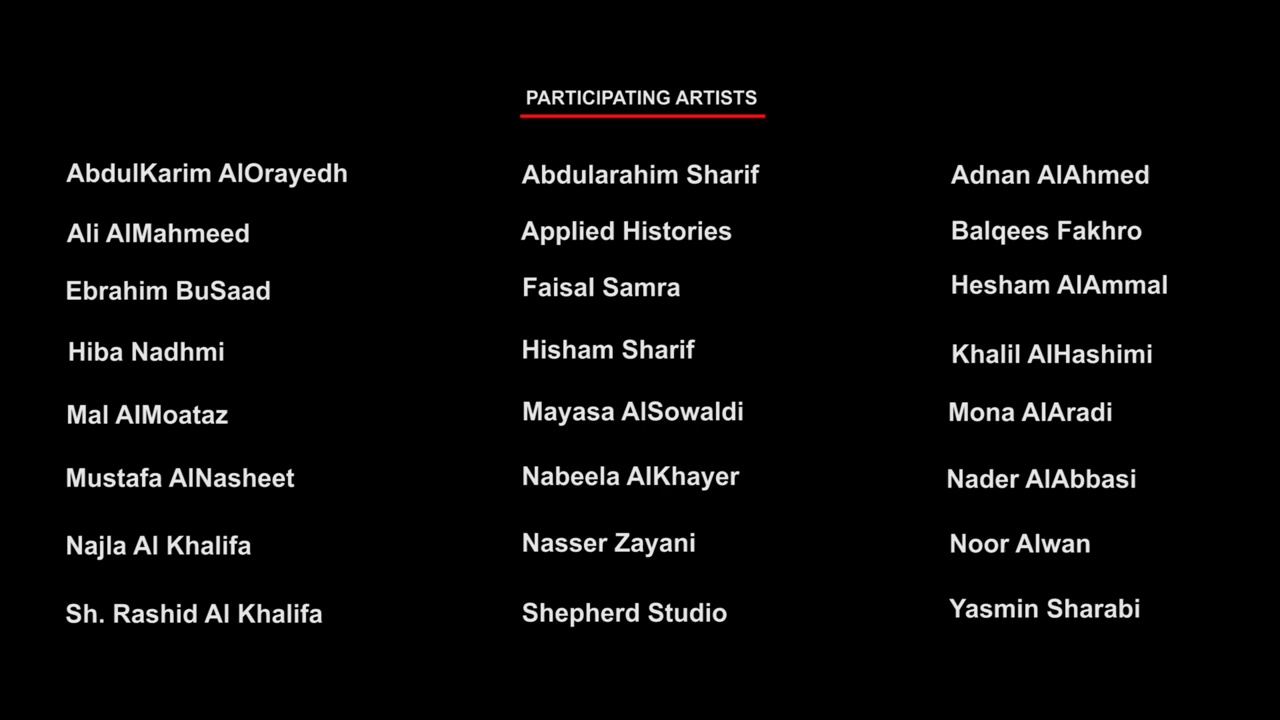 PARTICIPATING ARTISTS
AbdulKarim AlOrayedh
Abdularahim Sharif
Adnan AlAhmed
Ali AlMahmeed
Applied Histories
Balqees Fakhro
Ebrahim BuSaad
Faisal Samra
Hesham AlAmmal
Hiba Nadhmi
Hisham Sharif
Khalil AlHashimi
Mal AlMoataz
Mayasa AlSowaldi
Mona AlAradi
Mustafa AlNasheet
Nabeela AlKhayer
Nader AlAbbasi
Najla Al Khalifa
Nasser Zayani
Noor Alwan
Sh. Rashid Al Khalifa
Shepherd Studio
Yasmin Sharabi